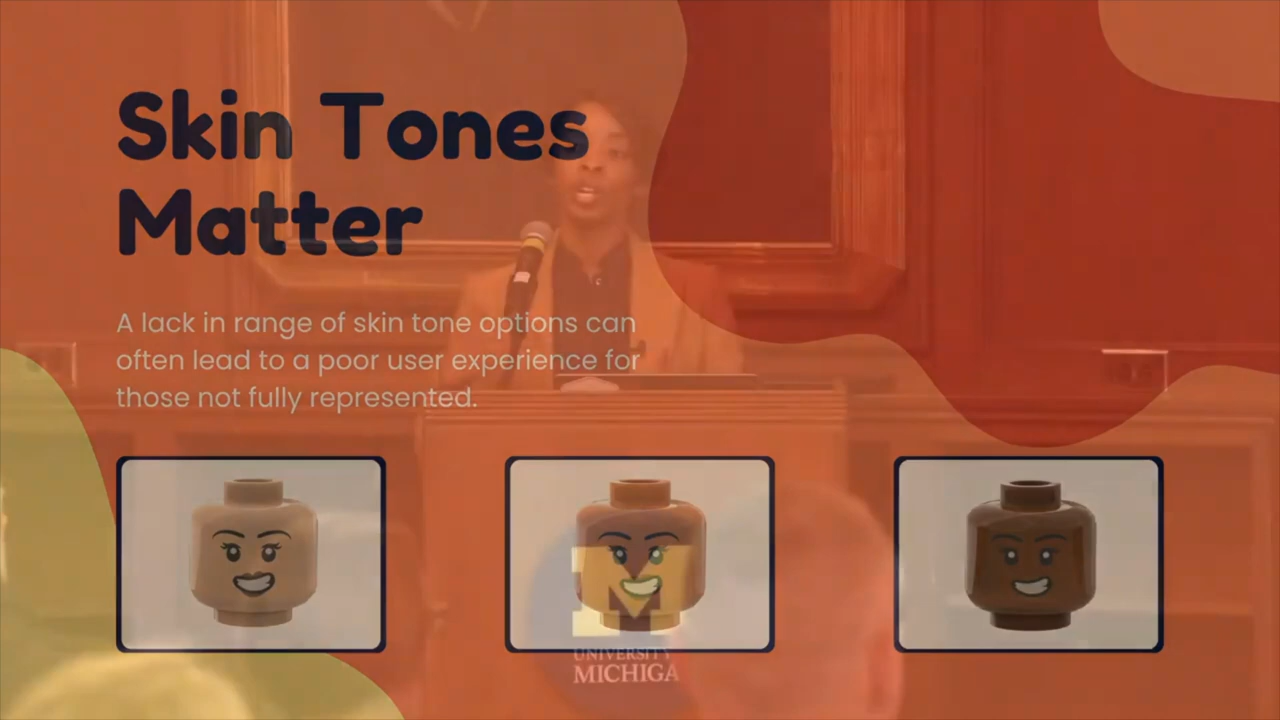 Skin Tones
Matter
A lack in range of skin tone options can
often lead to a poor user experience for
those not fully represented.
M
UNIVERSITY
MICHIGA